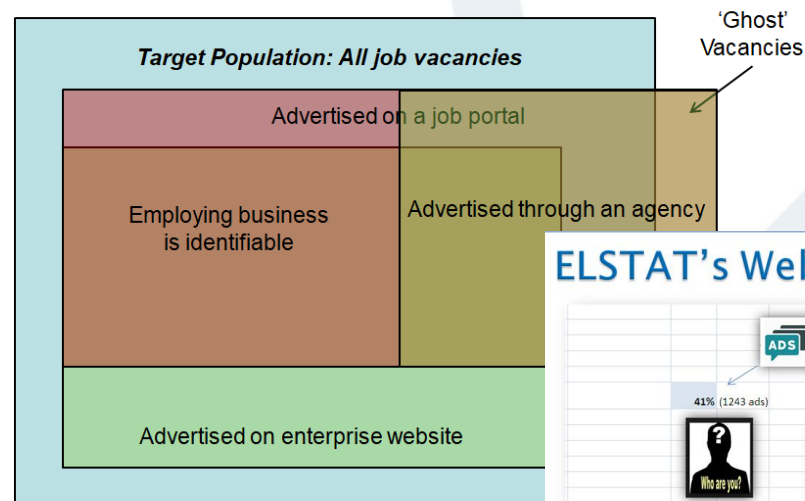 'Ghost'
Vacancies
Target Population: All job vacancies
Advertised on a job portal
Employing business
is identifiable
Advertised through an agency
ELSTAT's Wel
ADS
41% (1243 ads)
?
Who are you?
Advertised on enterprise website